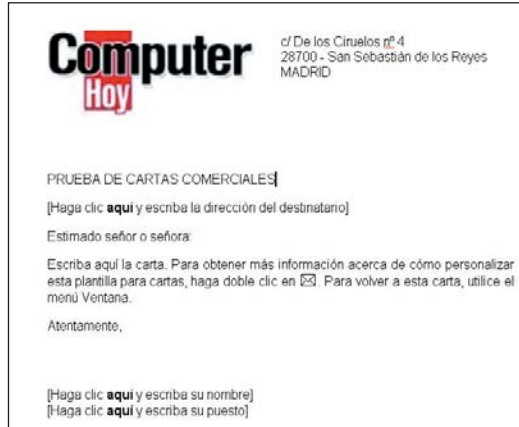 Computer
Hoy
c/ De los Ciruelos nº 4
28700 - San Sebastián de los Reyes
MADRID
PRUEBA DE CARTAS COMERCIALES
[Haga clic aquí y escriba la dirección del destinatario]
Estimado señor o señora:
Escriba aquí la carta. Para obtener más información acerca de cómo personalizar
esta plantilla para cartas, haga doble clic en ✉. Para volver a esta carta, utilice el
menú Ventana.
Atentamente,
[Haga clic aquí y escriba su nombre]
[Haga clic aquí y escriba su puesto]